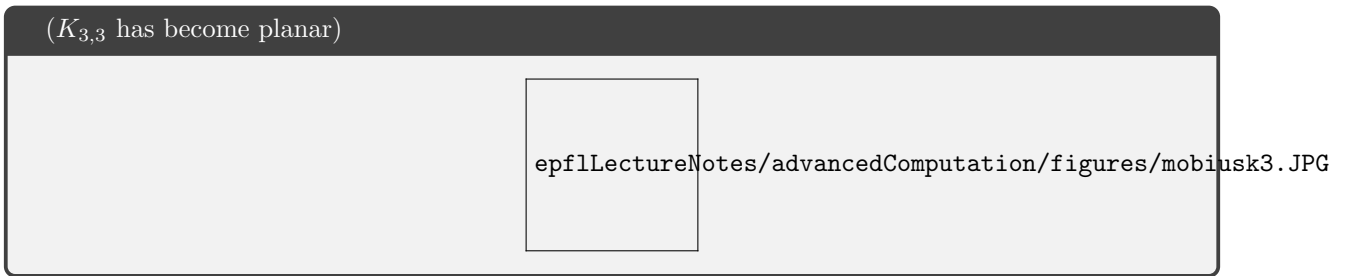 (K₃,₃ has become planar)
epflLectureNotes/advancedComputation/figures/mobiusk3.JPG